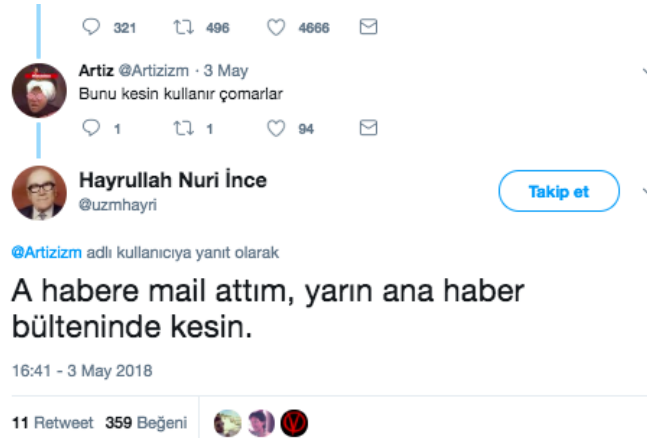 321 496 4666
Artiz @Artizizm · 3 May
Bunu kesin kullanır çomarlar
1 1 94
Hayrullah Nuri İnce
@uzmhayri
Takip et
@Artizizm adlı kullanıcıya yanıt olarak
A habere mail attım, yarın ana haber
bülteninde kesin.
16:41 - 3 May 2018
11 Retweet 359 Beğeni